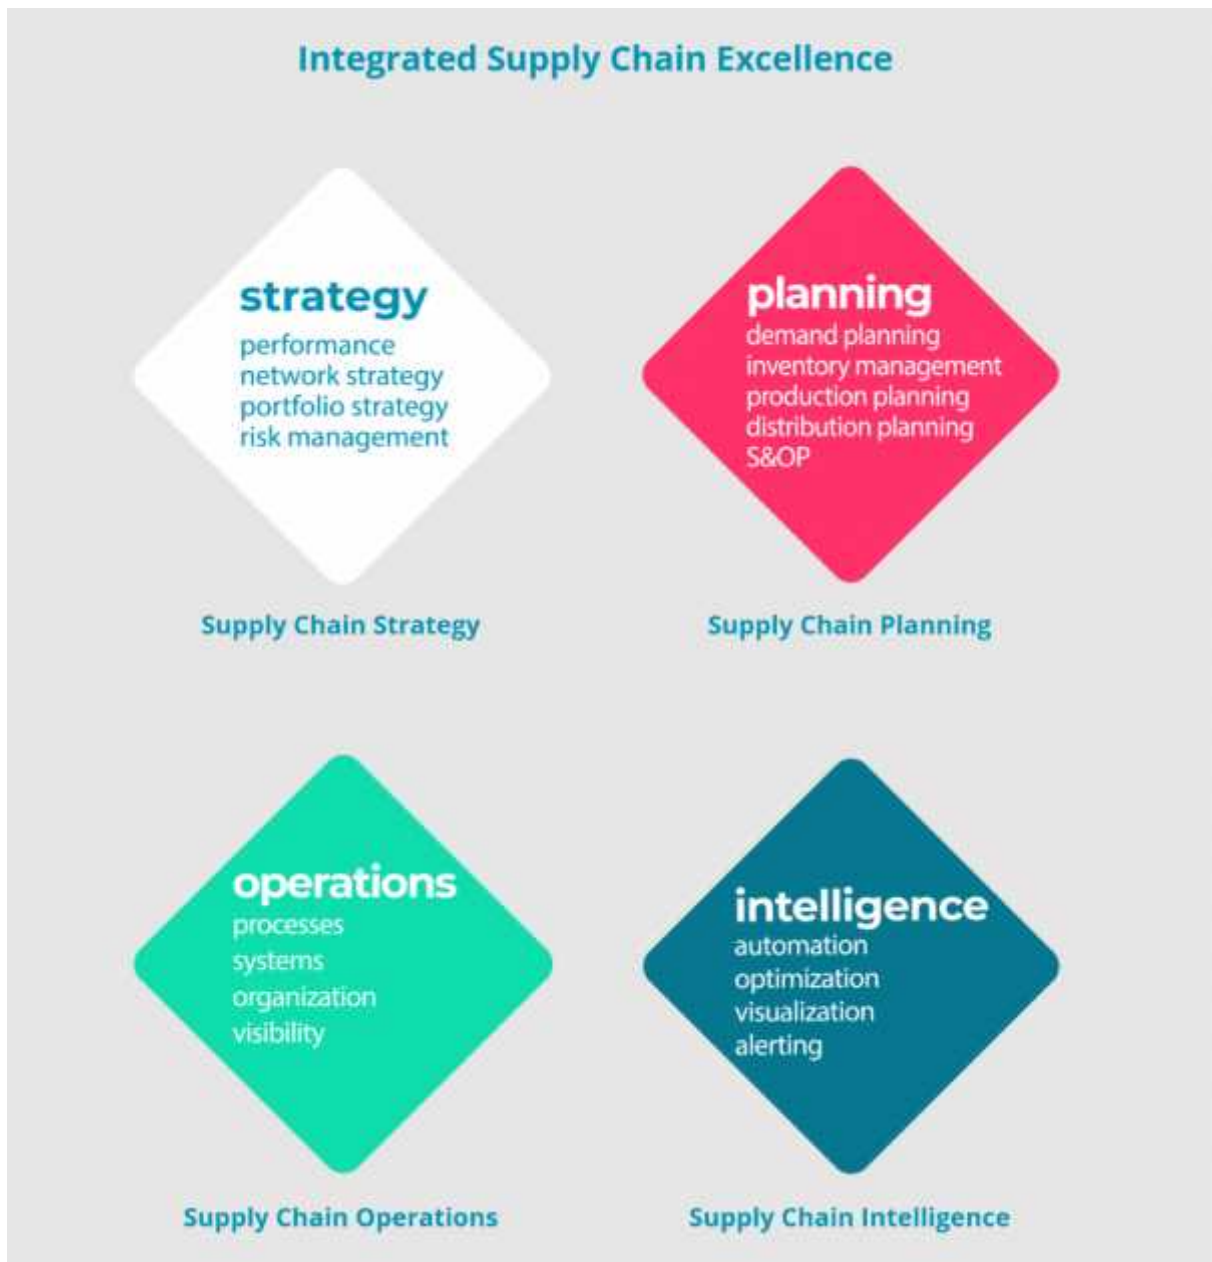 Integrated Supply Chain Excellence
strategy
performance
network strategy
portfolio strategy
risk management
Supply Chain Strategy
planning
demand planning
inventory management
production planning
distribution planning
S&OP
Supply Chain Planning
operations
processes
systems
organization
visibility
Supply Chain Operations
intelligence
automation
optimization
visualization
alerting
Supply Chain Intelligence